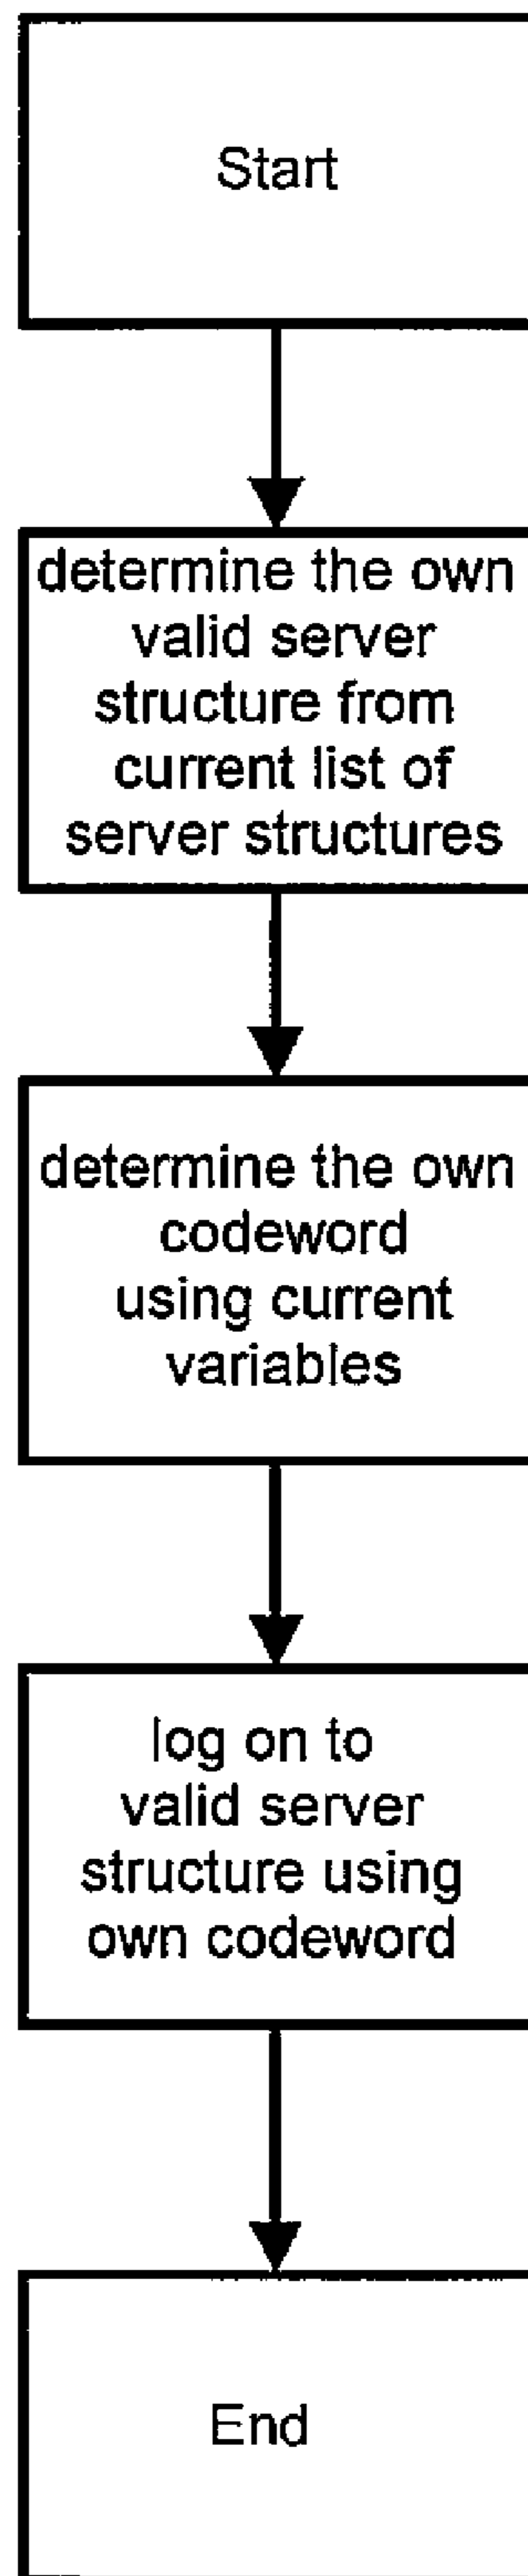 Start
determine the own
valid server
structure from
current list of
server structures
determine the own
codeword
using current
variables
log on to
valid server
structure using
own codeword
End